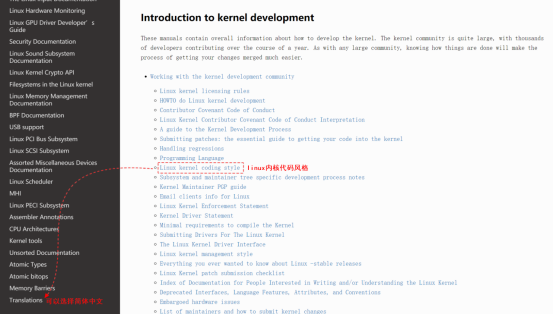 Linux Hardware Monitoring
Linux GPU Driver Developer's
Guide
Security Documentation
Linux Sound Subsystem
Documentation
Linux Kernel Crypto API
Filesystems in the Linux kernel
Linux Memory Management
Documentation
BPF Documentation
USB support
Linux PCI Bus Subsystem
Linux SCSI Subsystem
Assorted Miscellaneous Devices
Documentation
Linux Scheduler
MHI
Linux PECI Subsystem
Assembler Annotations
CPU Architectures
Kernel tools
Unsorted Documentation
Atomic Types
Atomic bitops
Memory Barriers
Translations 可以选择简体中文
Introduction to kernel development
These manuals contain overall information about how to develop the kernel. The kernel community is quite large, with thousands
of developers contributing over the course of a year. As with any large community, knowing how things are done will make the
process of getting your changes merged much easier.
Working with the kernel development community
Linux kernel licensing rules
HOWTO do Linux kernel development
Contributor Covenant Code of Conduct
Linux Kernel Contributor Covenant Code of Conduct Interpretation
A guide to the Kernel Development Process
Submitting patches: the essential guide to getting your code into the kernel
Handling regressions
Programming Language
Linux kernel coding style linux内核代码风格
Subsystem and maintainer tree specific development process notes
Kernel Maintainer PGP guide
Email clients info for Linux
Linux Kernel Enforcement Statement
Kernel Driver Statement
Minimal requirements to compile the Kernel
Submitting Drivers For The Linux Kernel
The Linux Kernel Driver Interface
Linux kernel management style
Everything you ever wanted to know about Linux -stable releases
Linux Kernel patch submission checklist
Index of Documentation for People Interested in Writing and/or Understanding the Linux Kernel
Deprecated Interfaces, Language Features, Attributes, and Conventions
Embargoed hardware issues
List of maintainers and how to submit kernel changes